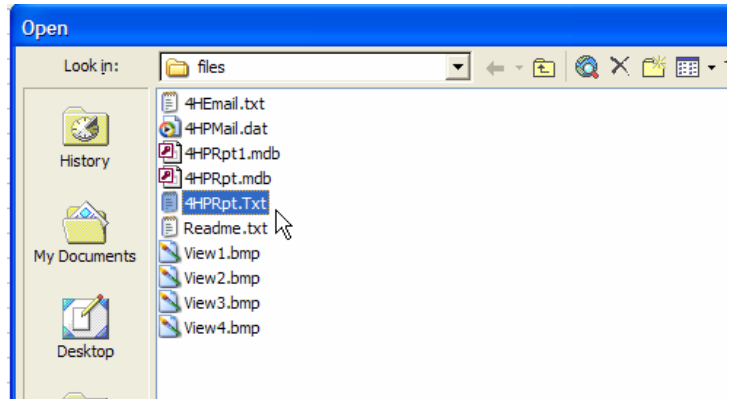 Open
Look in:
files
History
My Documents
Desktop
4HEmail.txt
4HPMail.dat
4HPRpt1.mdb
4HPRpt.mdb
4HPRpt.Txt
Readme.txt
View1.bmp
View2.bmp
View3.bmp
View4.bmp